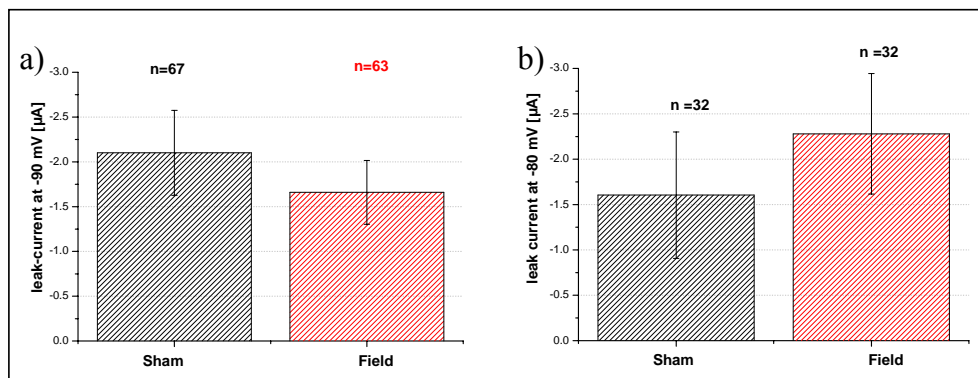 a)
n=67
n=63
leak-current at -90 mV [µA]
-3.0
-2.5
-2.0
-1.5
-1.0
-0.5
0.0
Sham
Field
b)
n =32
n =32
leak current at -80 mV [µA]
-3.0
-2.5
-2.0
-1.5
-1.0
-0.5
0.0
Sham
Field